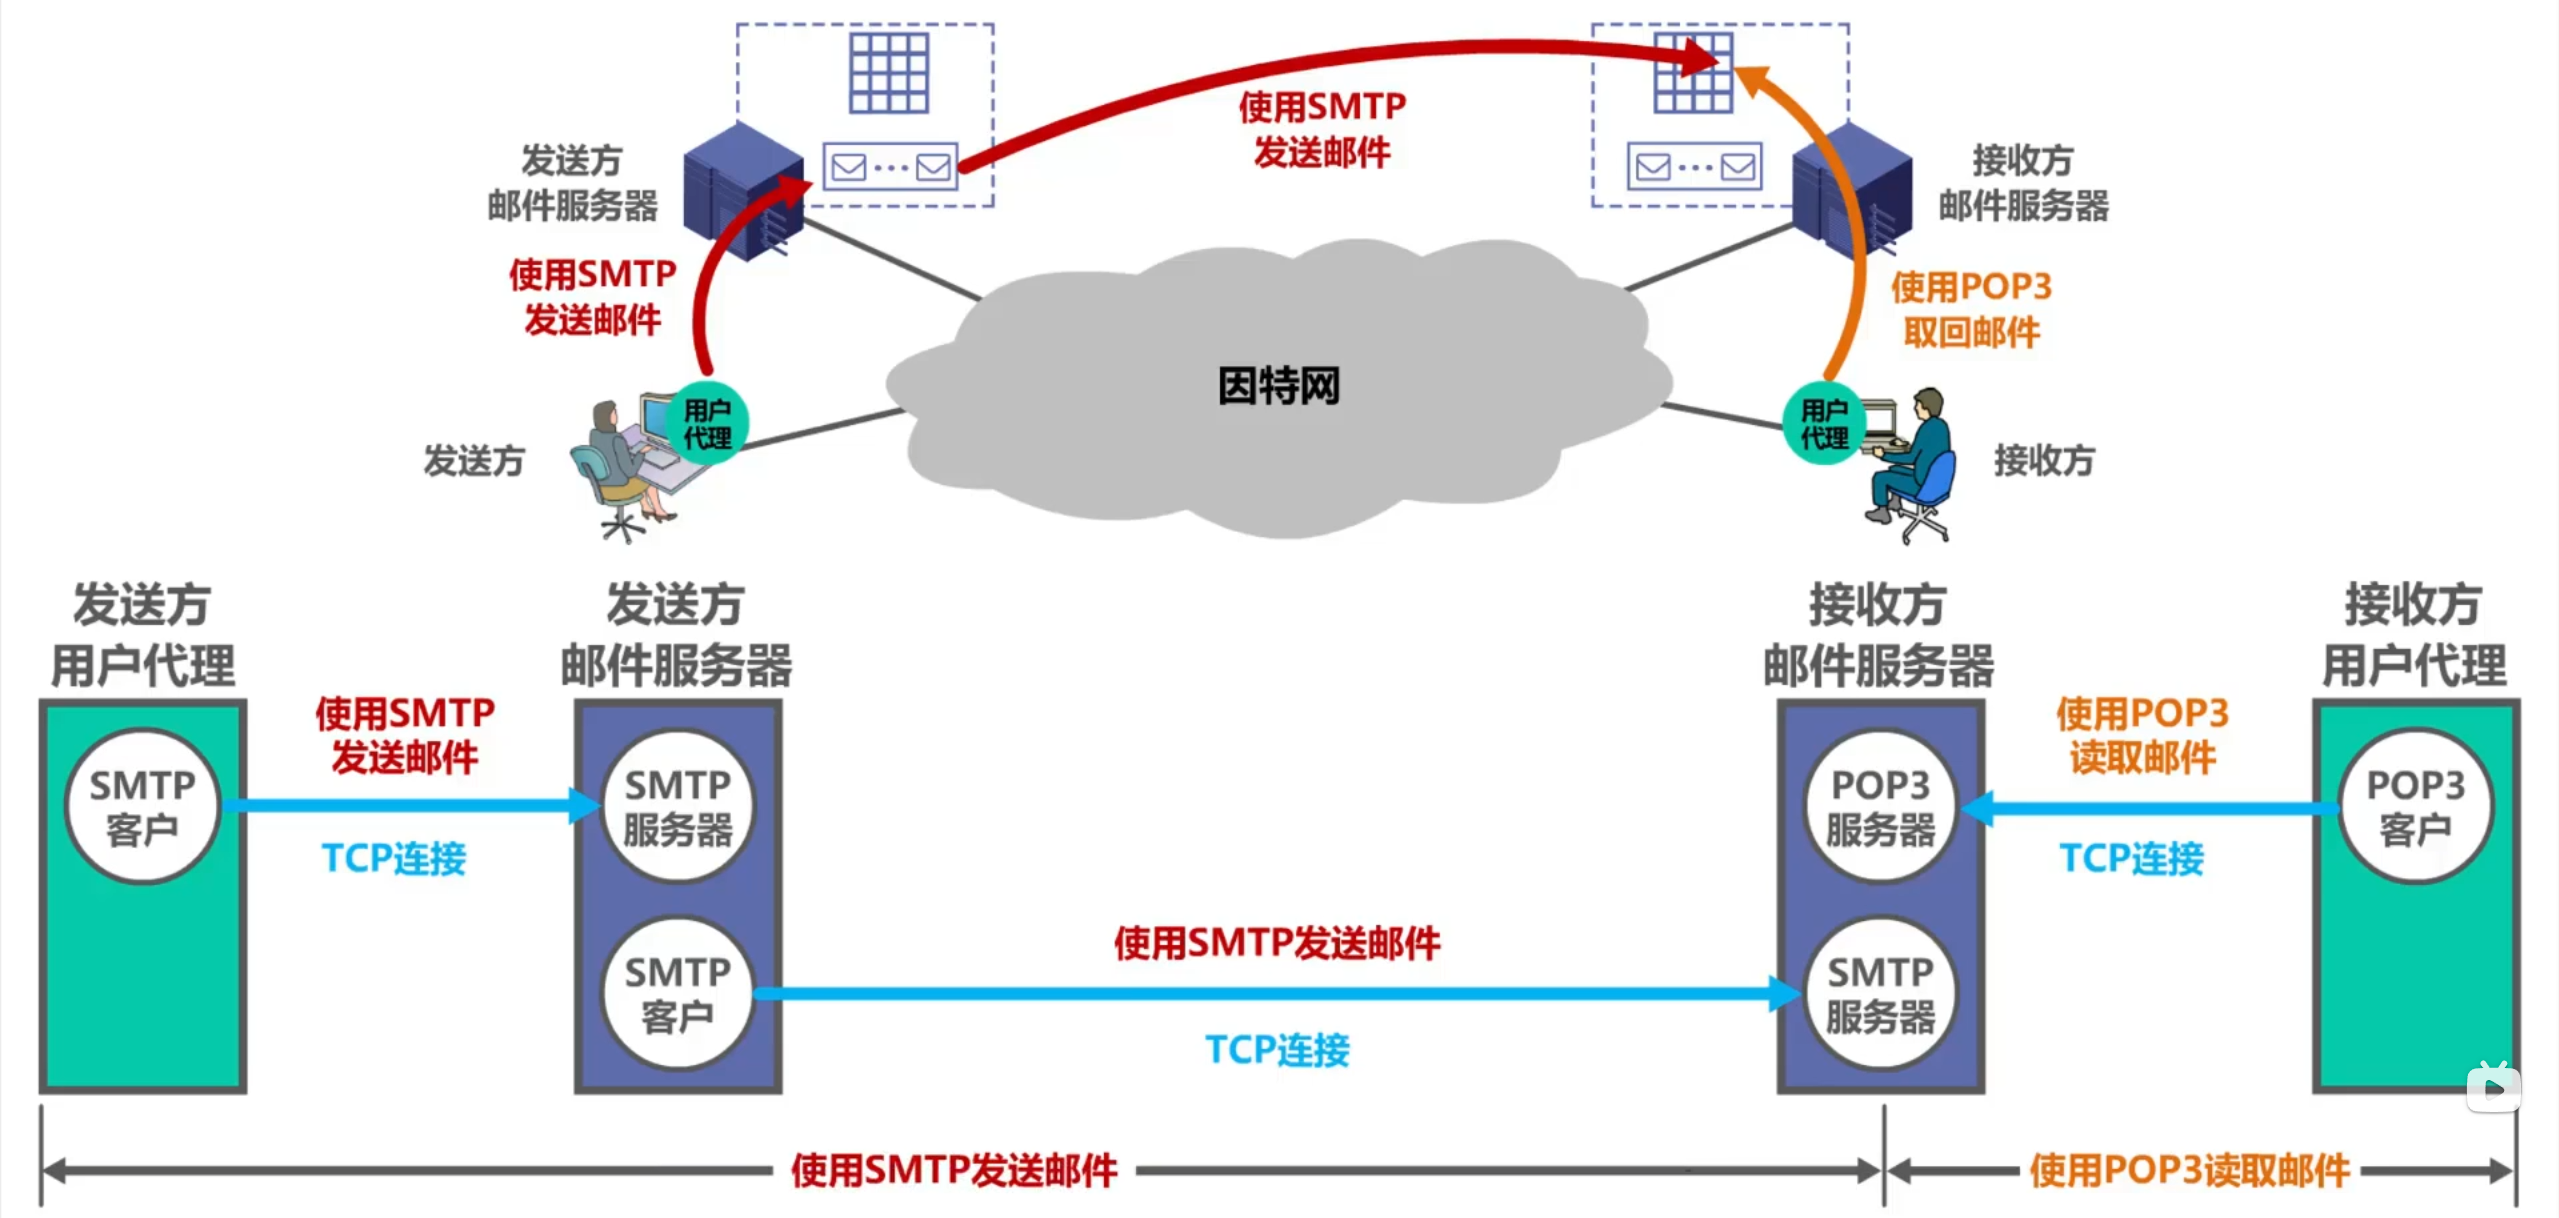 使用SMTP
发送邮件
发送方
邮件服务器
接收方
邮件服务器
使用SMTP
发送邮件
使用POP3
取回邮件
因特网
用户
代理
用户
代理
发送方
接收方
发送方
用户代理
发送方
邮件服务器
接收方
邮件服务器
接收方
用户代理
使用SMTP
发送邮件
使用POP3
读取邮件
SMTP
客户
SMTP
服务器
POP3
服务器
POP3
客户
TCP连接
TCP连接
使用SMTP发送邮件
SMTP
客户
SMTP
服务器
TCP连接
使用SMTP发送邮件
使用POP3读取邮件